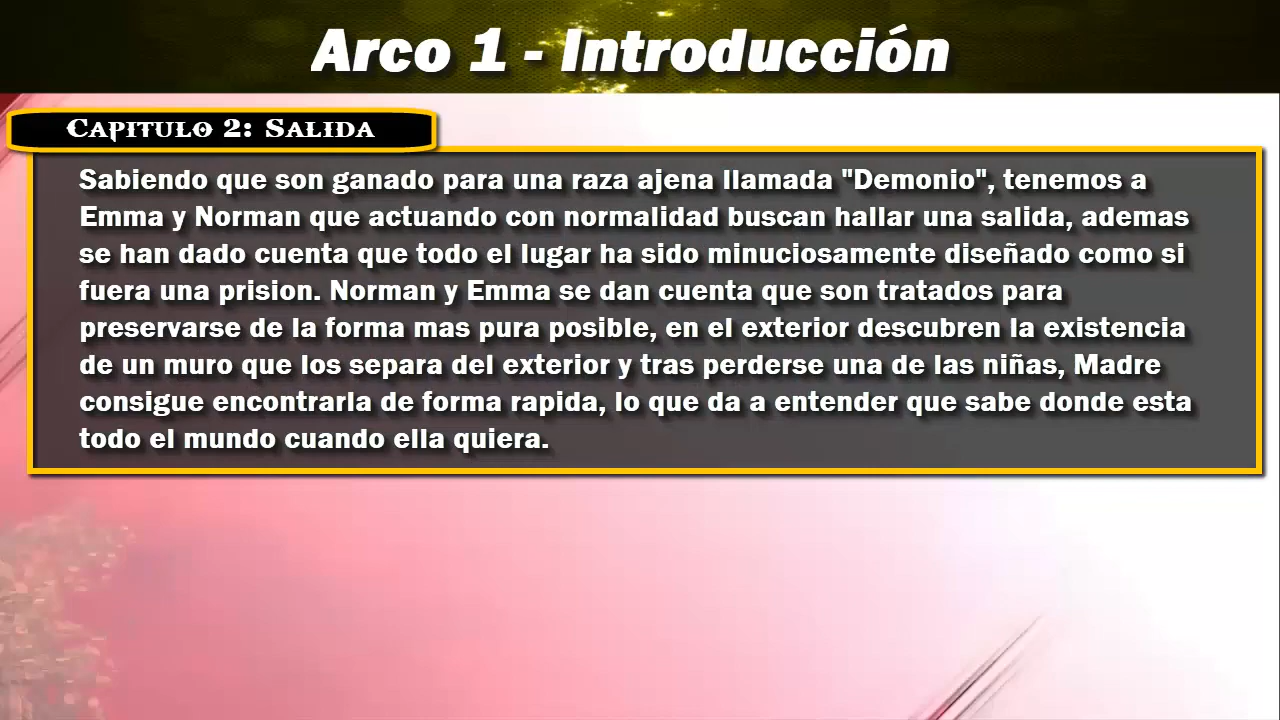 Arco 1 - Introducción
Capitulo 2: Salida
Sabiendo que son ganado para una raza ajena llamada "Demonio", tenemos a
Emma y Norman que actuando con normalidad buscan hallar una salida, ademas
se han dado cuenta que todo el lugar ha sido minuciosamente diseñado como si
fuera una prision. Norman y Emma se dan cuenta que son tratados para
preservarse de la forma mas pura posible, en el exterior descubren la existencia
de un muro que los separa del exterior y tras perderse una de las niñas, Madre
consigue encontrarla de forma rapida, lo que da a entender que sabe donde esta
todo el mundo cuando ella quiera.